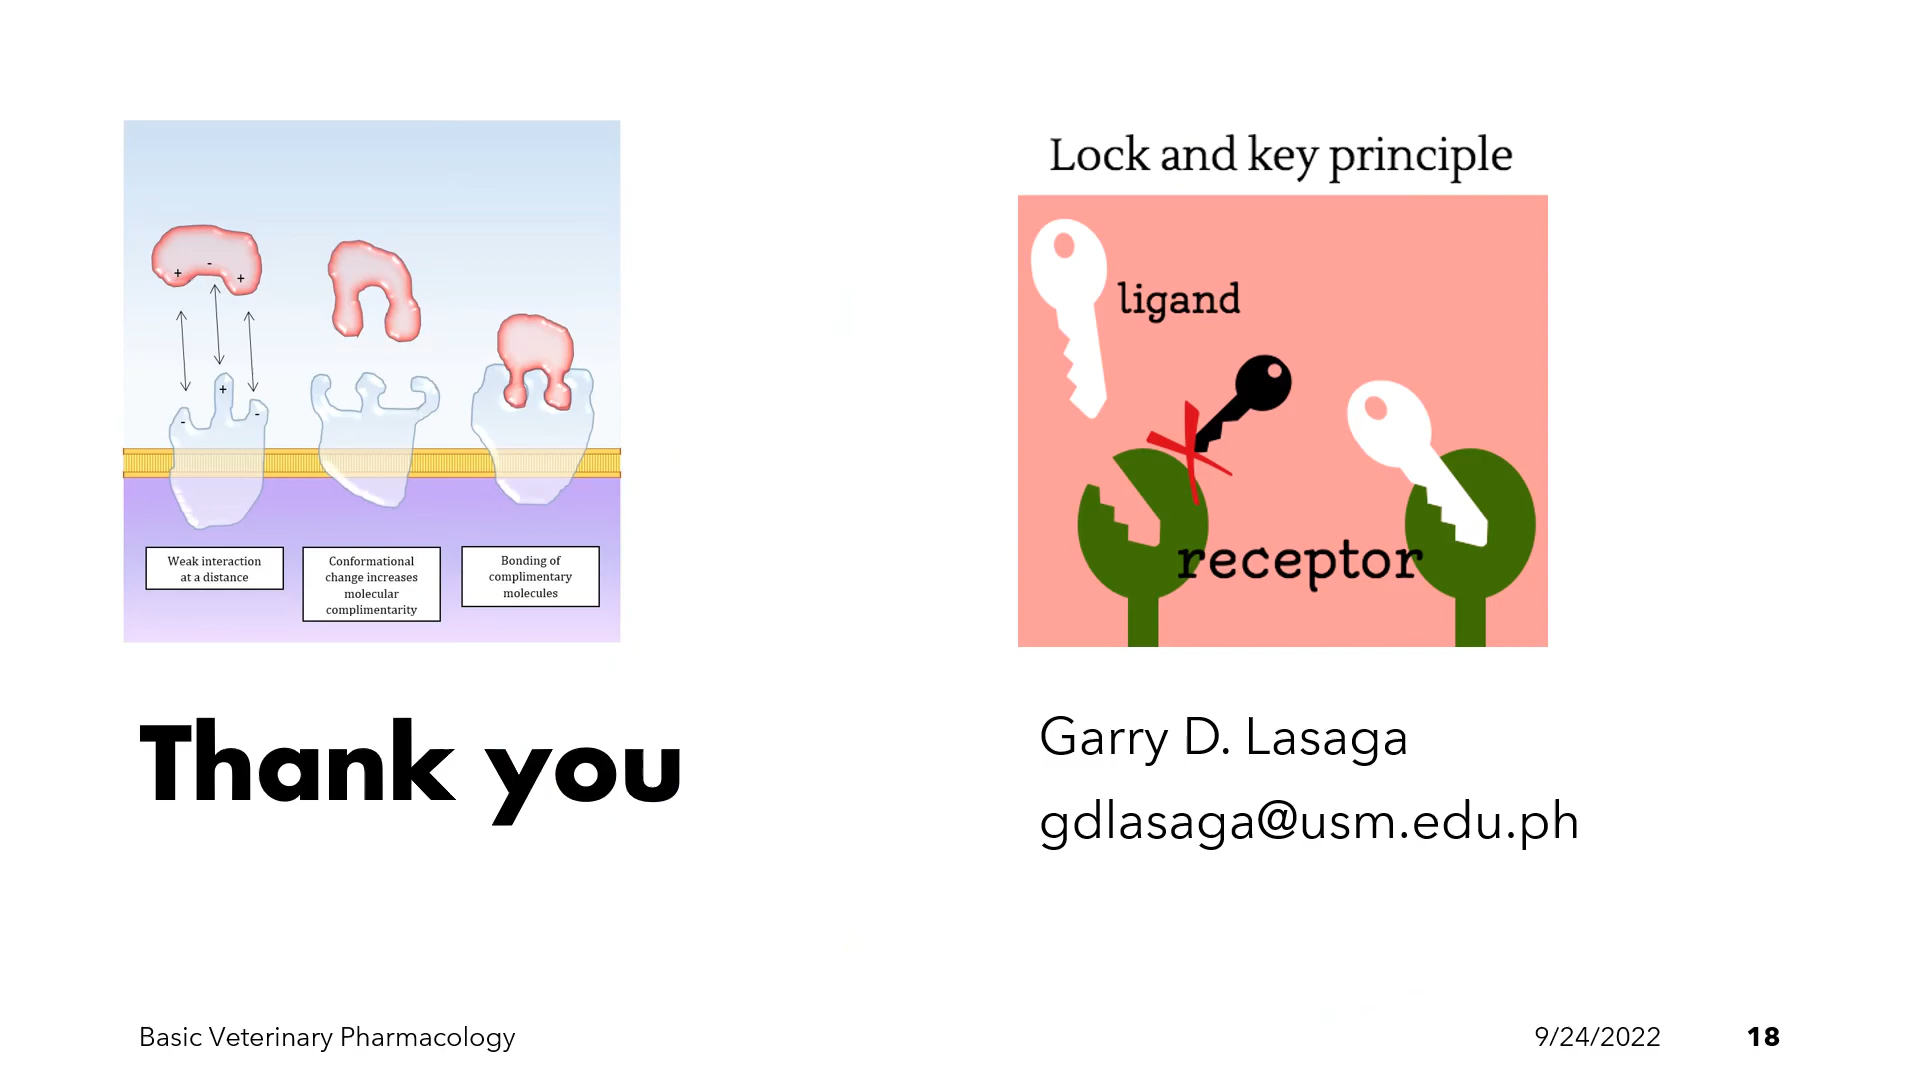 +
-
+
+
-
-
Weak interaction
at a distance
Conformational
change increases
molecular
complimentarity
Bonding of
complimentary
molecules
Lock and key principle
ligand
receptor
Thank you
Garry D. Lasaga
gdlasaga@usm.edu.ph
Basic Veterinary Pharmacology
9/24/2022
18